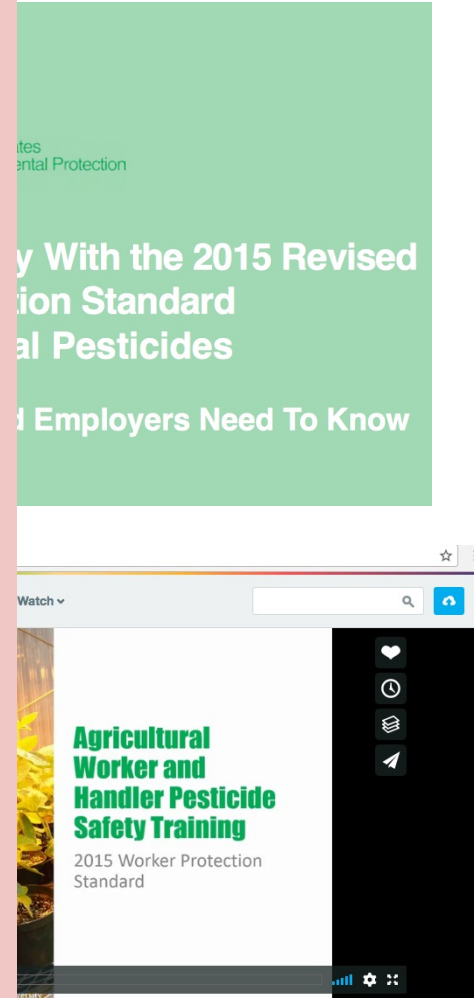 ates
ental Protection
y With the 2015 Revised
tion Standard
al Pesticides
d Employers Need To Know
Watch
Agricultural
Worker and
Handler Pesticide
Safety Training
2015 Worker Protection
Standard